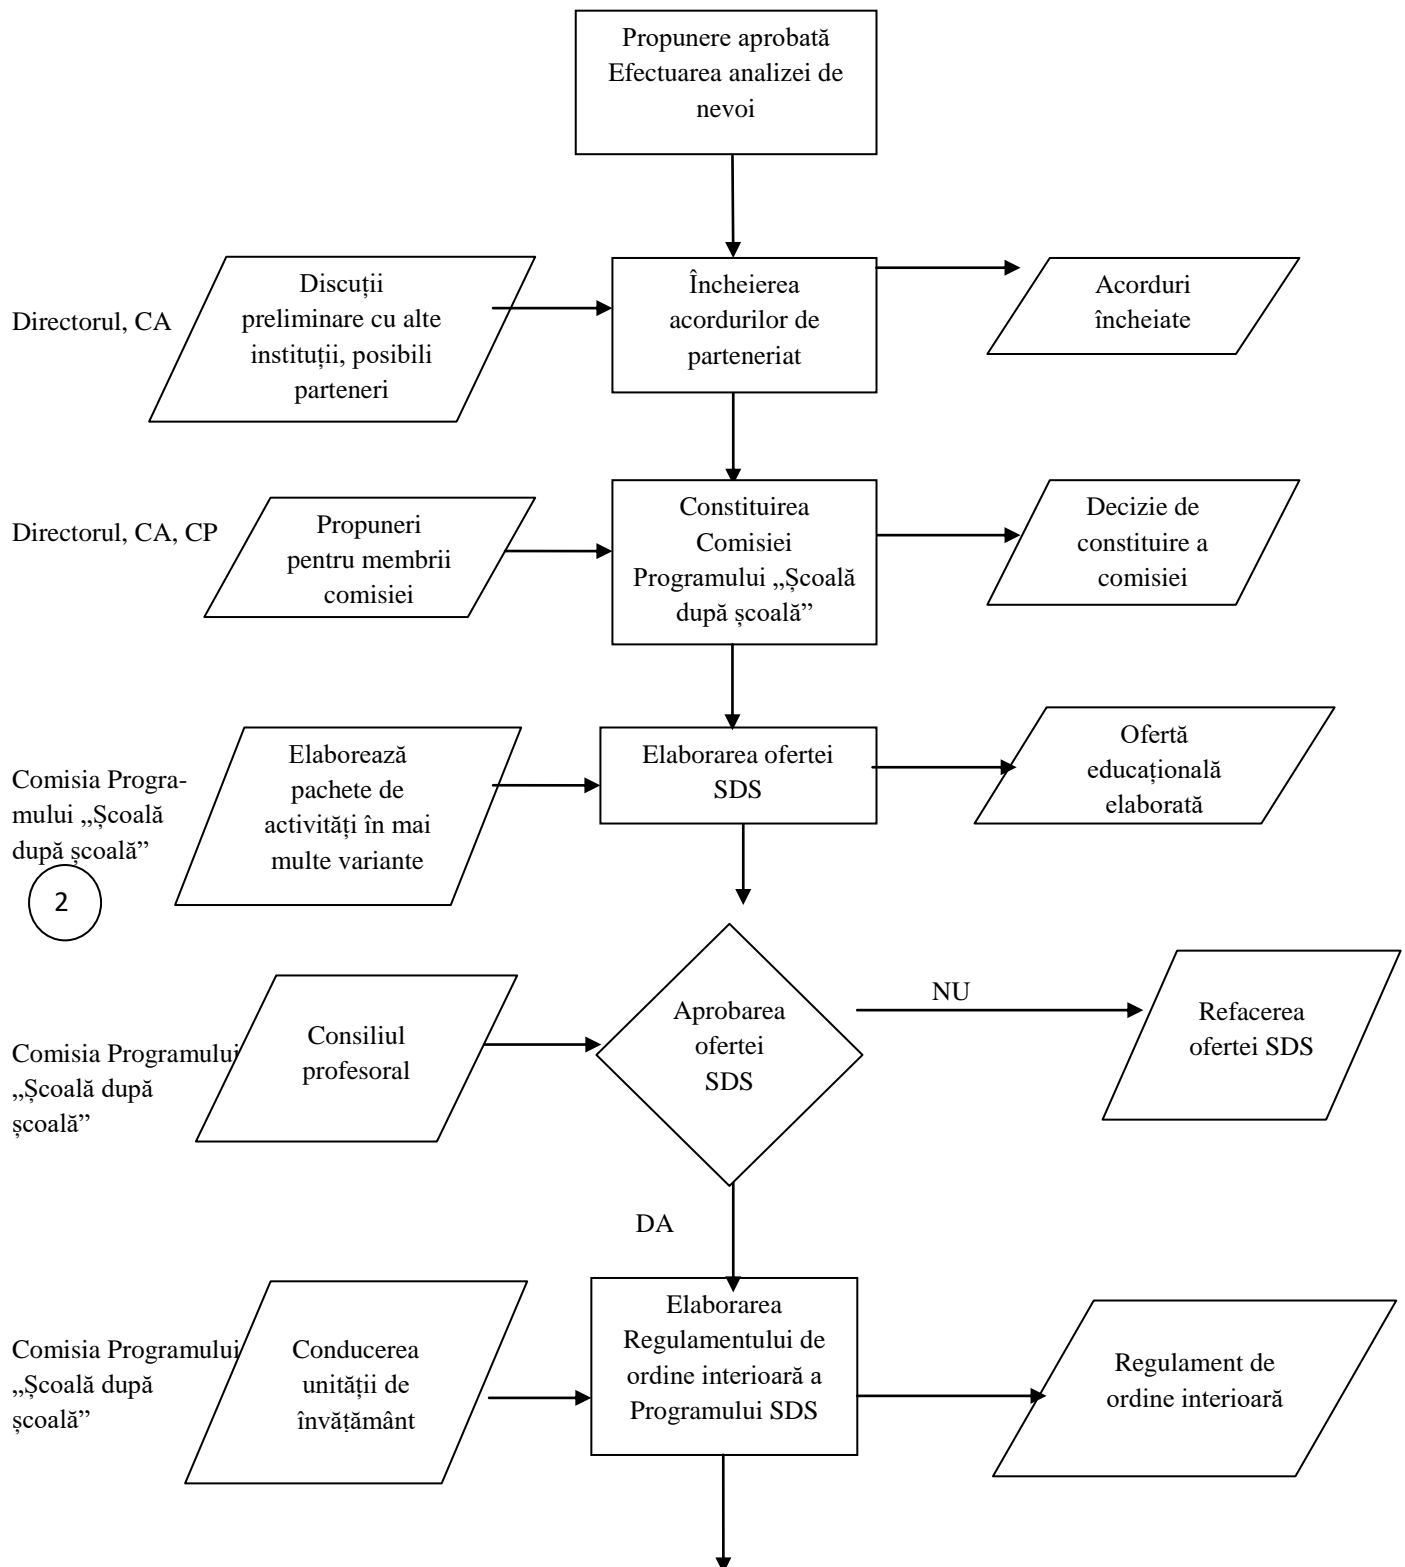 Propunere aprobată
Efectuarea analizei de
nevoi
Directorul, CA
Discuții
preliminare cu alte
instituții, posibili
parteneri
Încheierea
acordurilor de
parteneriat
Acorduri
încheiate
Directorul, CA, CP
Propuneri
pentru membrii
comisiei
Constituirea
Comisiei
Programului „Școală
după școală”
Decizie de
constituire a
comisiei
Comisia Progra-
mului „Școală
după școală”
2
Elaborează
pachete de
activități în mai
multe variante
Elaborarea ofertei
SDS
Ofertă
educațională
elaborată
Comisia Programului
„Școală după
școală”
Consiliul
profesoral
Aprobarea
ofertei
SDS
NU
Refacerea
ofertei SDS
DA
Comisia Programului
„Școală după
școală”
Conducerea
unității de
învățământ
Elaborarea
Regulamentului de
ordine interioară a
Programului SDS
Regulament de
ordine interioară